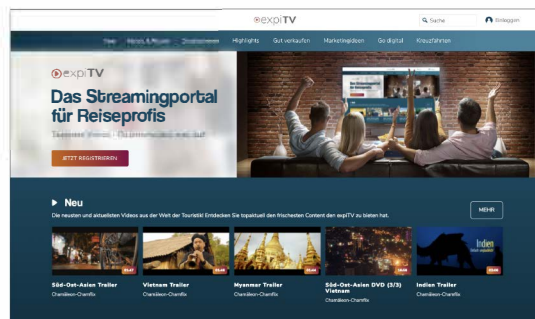 expiTV
Suche
Einloggen
Highlights Gut verkaufen Marketingideen Go digital Kreuzfahrten
expiTV
Das Streamingportal
für Reiseprofis
JETZT REGISTRIEREN
Neu
Die neusten und aktuellsten Videos aus der Welt der Touristik! Entdecken Sie topaktuell den frischesten Content den expiTV zu bieten hat.
MEHR
Indien
Süd-Ost-Asien Trailer
Chamäleon-Chamflix
Vietnam Trailer
Chamäleon-Chamflix
Myanmar Trailer
Chamäleon-Chamflix
Süd-Ost-Asien DVD (3/3)
Vietnam
Chamäleon-Chamflix
Indien Trailer
Chamäleon-Chamflix